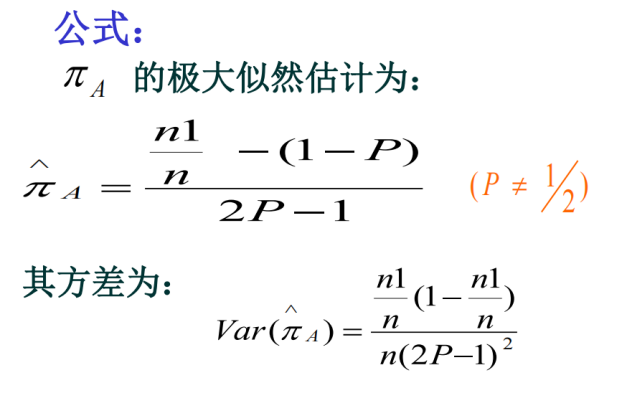 公式：
π_A 的极大似然估计为：
π̂_A = (n1/n − (1 − P)) / (2P − 1) (P ≠ 1/2)
其方差为：
Var(π̂_A) = (n1/n (1 − n1/n)) / (n(2P−1)²)